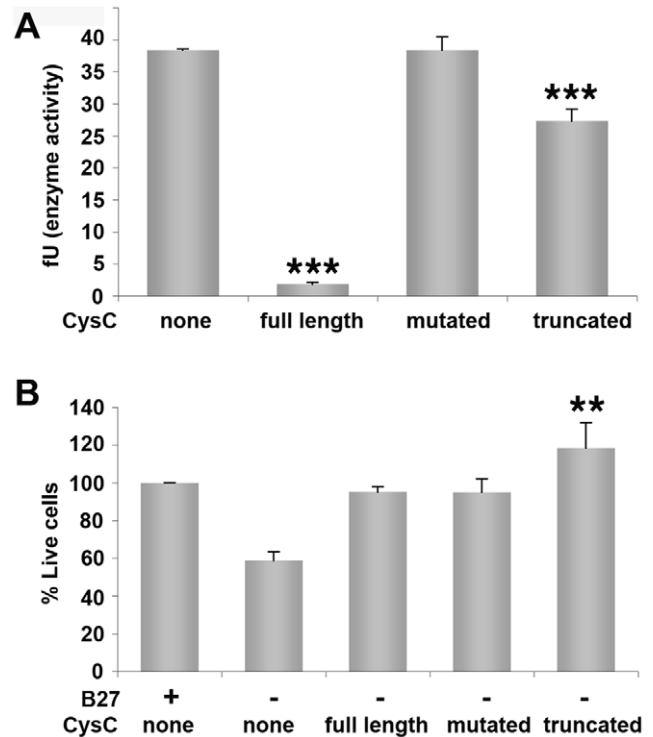 A
fU (enzyme activity)
40
35
30
25
20
15
10
5
0
***
***
CysC none full length mutated truncated
B
% Live cells
140
120
100
80
60
40
20
0
**
B27 + - - - -
CysC none none full length mutated truncated